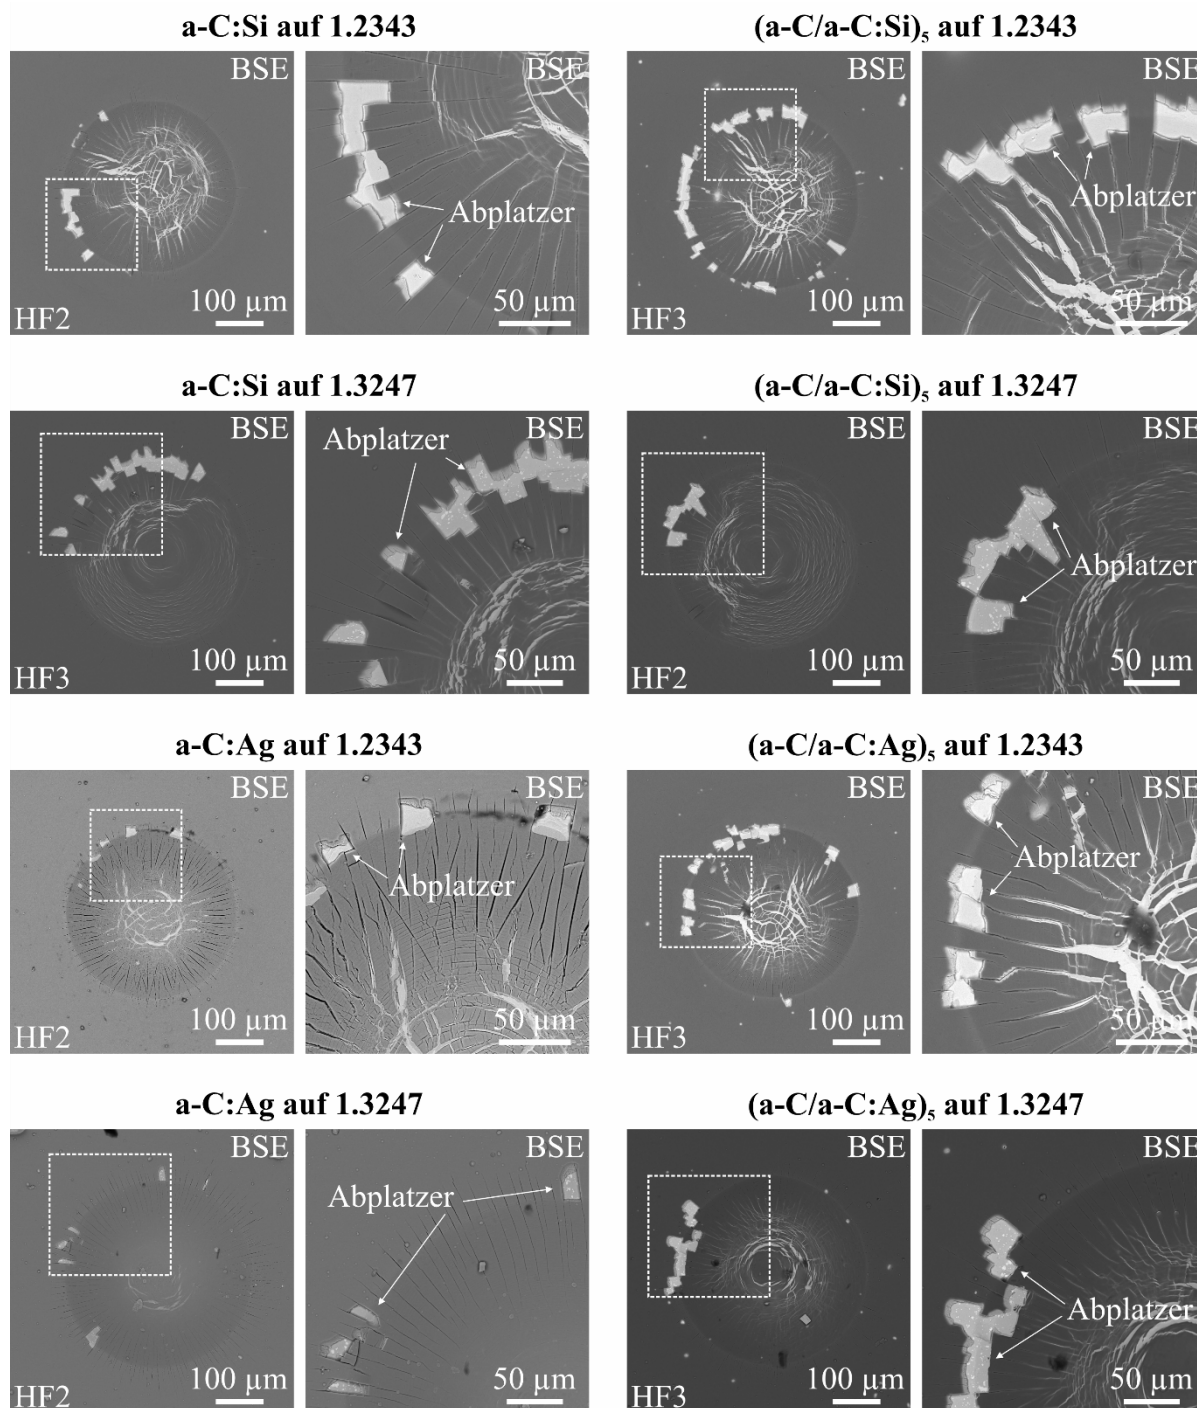 a-C:Si auf 1.2343
BSE
HF2
100 µm
BSE
Abplatzer
50 µm
(a-C/a-C:Si)₅ auf 1.2343
BSE
HF3
100 µm
BSE
Abplatzer
50 µm
a-C:Si auf 1.3247
BSE
HF3
100 µm
BSE
Abplatzer
50 µm
(a-C/a-C:Si)₅ auf 1.3247
BSE
HF2
100 µm
BSE
Abplatzer
50 µm
a-C:Ag auf 1.2343
BSE
HF2
100 µm
BSE
Abplatzer
50 µm
(a-C/a-C:Ag)₅ auf 1.2343
BSE
HF3
100 µm
BSE
Abplatzer
50 µm
a-C:Ag auf 1.3247
BSE
HF2
100 µm
BSE
Abplatzer
50 µm
(a-C/a-C:Ag)₅ auf 1.3247
BSE
HF3
100 µm
BSE
Abplatzer
50 µm